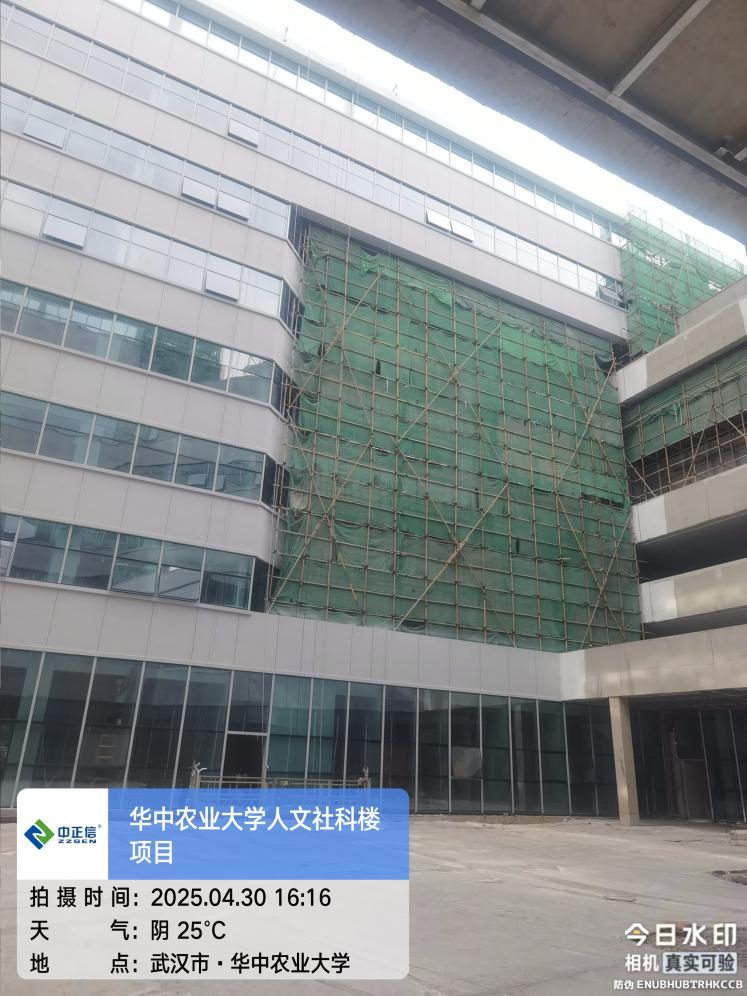 中正信®
ZZSEN
华中农业大学人文社科楼
项目
拍摄时间：2025.04.30 16:16
天气：阴 25°C
地点：武汉市·华中农业大学
今日水印
相机 真实可验
防伪 ENUBHUBTRHKCCB